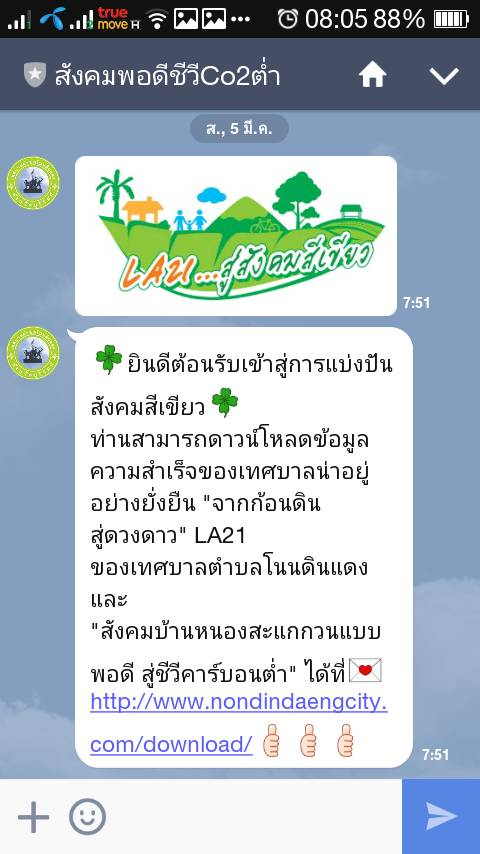 true
move H
08:05 88%
สังคมพอดีชีวีCo2ต่ำ
ส., 5 มี.ค.
LA21 ...สู่สังคมสีเขียว
7:51
ยินดีต้อนรับเข้าสู่การแบ่งปัน
สังคมสีเขียว
ท่านสามารถดาวน์โหลดข้อมูล
ความสำเร็จของเทศบาลน่าอยู่
อย่างยั่งยืน "จากก้อนดิน
สู่ดวงดาว" LA21
ของเทศบาลตำบลโนนดินแดง
และ
"สังคมบ้านหนองสะแกกวนแบบ
พอดี สู่ชีวีคาร์บอนต่ำ" ได้ที่
http://www.nondindaengcity.
com/download/
7:51